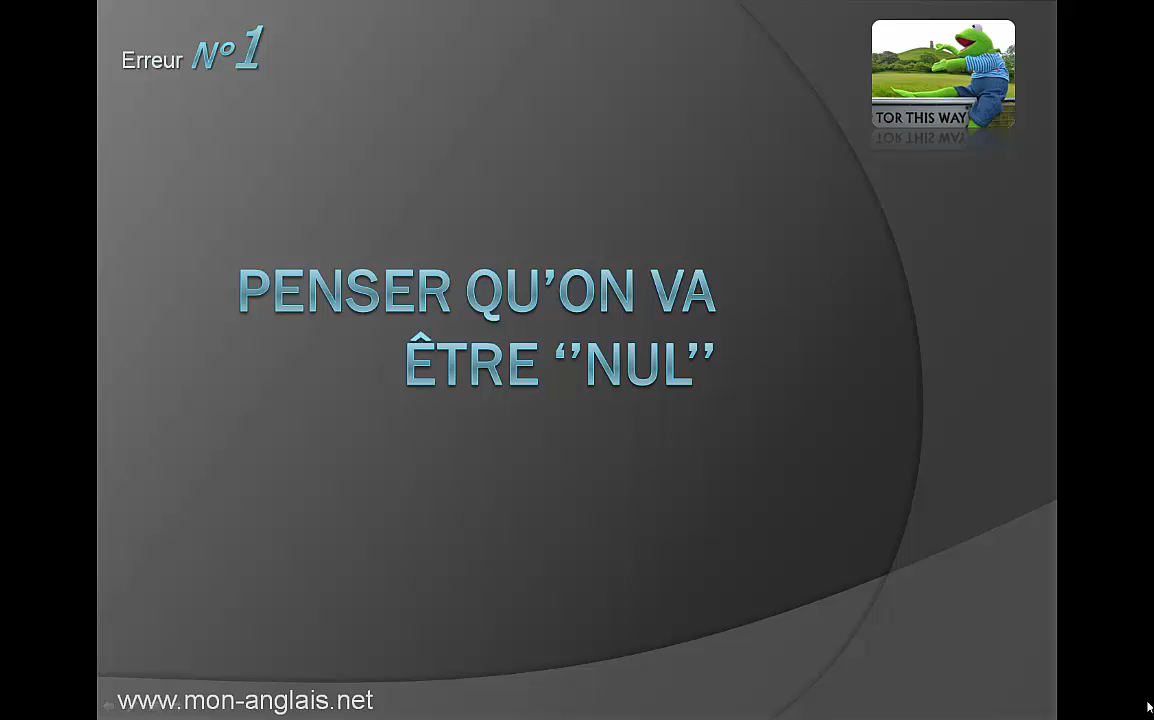 Erreur N°1
TOR THIS WAY
PENSER QU’ON VA
ÊTRE ‘’NUL’’
www.mon-anglais.net